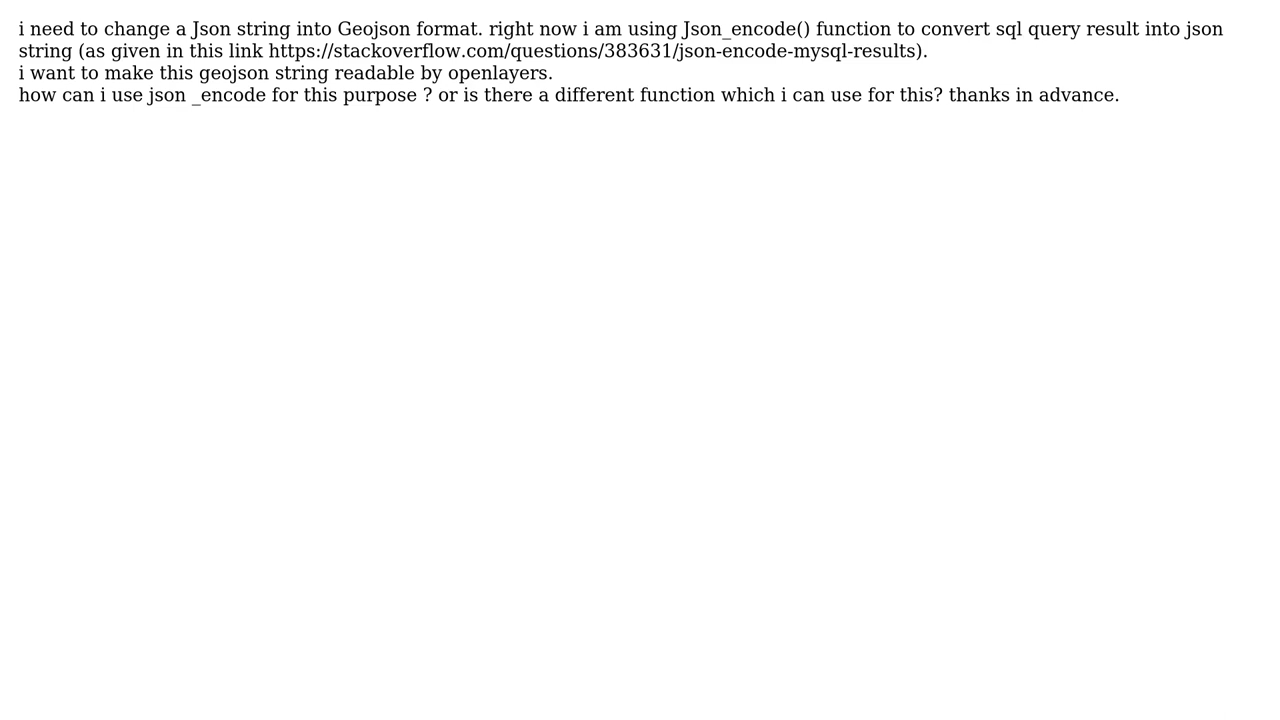 i need to change a Json string into Geojson format. right now i am using Json_encode() function to convert sql query result into json
string (as given in this link https://stackoverflow.com/questions/383631/json-encode-mysql-results).
i want to make this geojson string readable by openlayers.
how can i use json _encode for this purpose ? or is there a different function which i can use for this? thanks in advance.